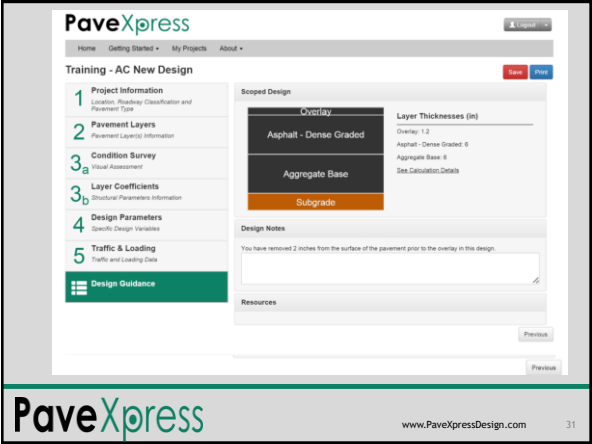 PaveXpress
Logout
Home Getting Started My Projects About
Training - AC New Design
Save Print
1 Project Information
Location, Roadway Classification and
Pavement Type
2 Pavement Layers
Pavement Layer(s) Information
3a Condition Survey
Visual Assessment
3b Layer Coefficients
Structural Parameters Information
4 Design Parameters
Specific Design Variables
5 Traffic & Loading
Traffic and Loading Data
Design Guidance
Scoped Design
Overlay
Asphalt - Dense Graded
Aggregate Base
Subgrade
Layer Thicknesses (in)
Overlay: 1.2
Asphalt - Dense Graded: 6
Aggregate Base: 6
See Calculation Details
Design Notes
You have removed 2 inches from the surface of the pavement prior to the overlay in this design.
Resources
Previous
Previous
PaveXpress
www.PaveXpressDesign.com 31